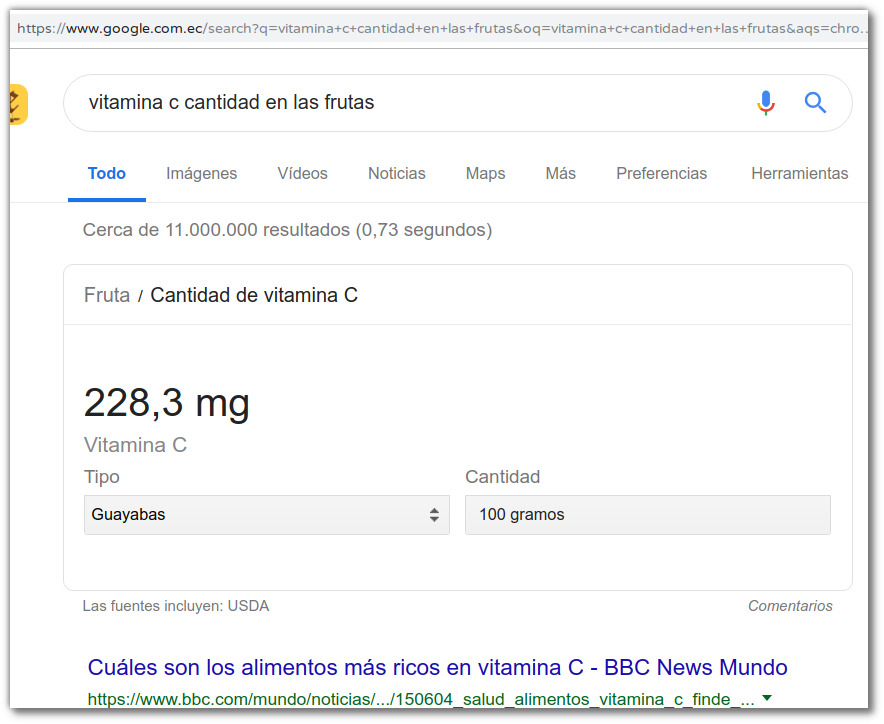 https://www.google.com.ec/search?q=vitamina+c+cantidad+en+las+frutas&oq=vitamina+c+cantidad+en+las+frutas&aqs=chro...
vitamina c cantidad en las frutas
Todo Imágenes Vídeos Noticias Maps Más Preferencias Herramientas
Cerca de 11.000.000 resultados (0,73 segundos)
Fruta / Cantidad de vitamina C
228,3 mg
Vitamina C
Tipo Cantidad
Guayabas 100 gramos
Las fuentes incluyen: USDA Comentarios
Cuáles son los alimentos más ricos en vitamina C - BBC News Mundo
https://www.bbc.com/mundo/noticias/.../150604_salud_alimentos_vitamina_c_finde_...